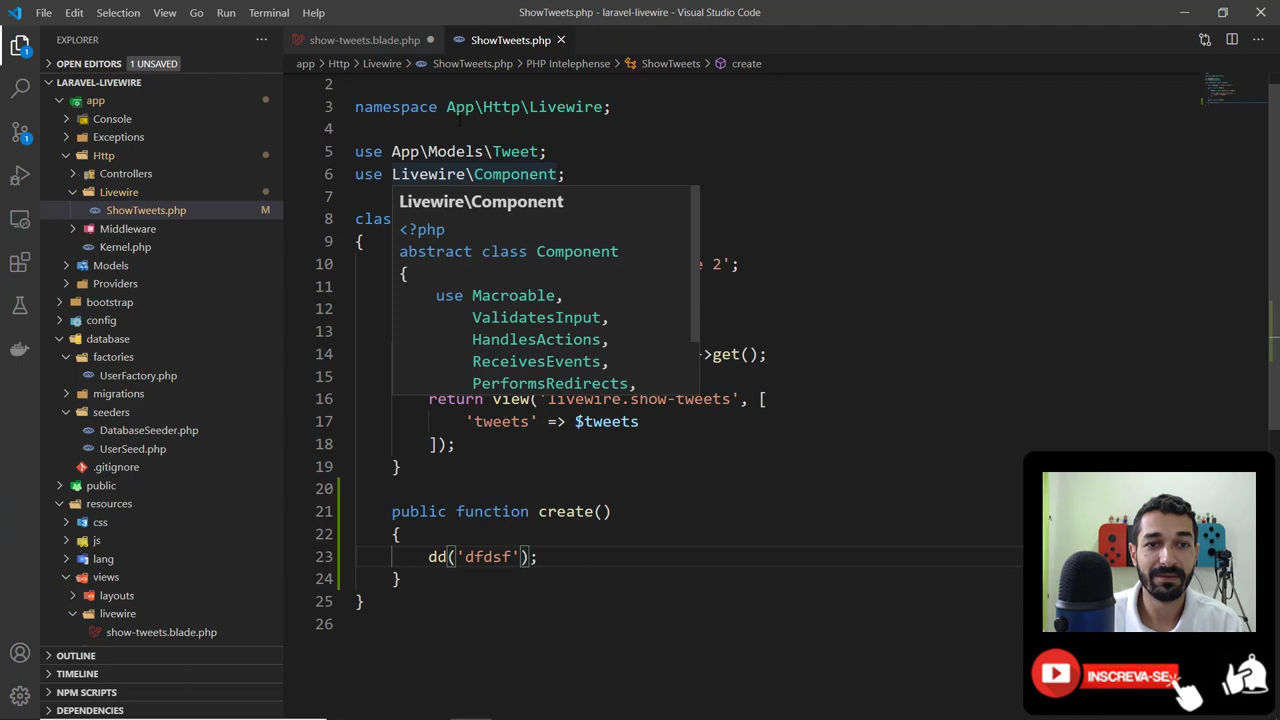 File Edit Selection View Go Run Terminal Help
ShowTweets.php - laravel-livewire - Visual Studio Code
EXPLORER
OPEN EDITORS 1 UNSAVED
LARAVEL-LIVEWIRE
app
Console
Exceptions
Http
Controllers
Livewire
ShowTweets.php M
Middleware
Kernel.php
Models
Providers
bootstrap
config
database
factories
UserFactory.php
migrations
seeders
DatabaseSeeder.php
UserSeed.php
.gitignore
public
resources
css
js
lang
views
layouts
livewire
show-tweets.blade.php
OUTLINE
TIMELINE
NPM SCRIPTS
DEPENDENCIES
show-tweets.blade.php ShowTweets.php
app > Http > Livewire > ShowTweets.php > PHP Intelephense > ShowTweets > create
2
3 namespace App\Http\Livewire;
4
5 use App\Models\Tweet;
6 use Livewire\Component;
7
8 clas
9 {
10 e 2';
11
12
13
14 >get();
15
16 return view('livewire.show-tweets', [
17 'tweets' => $tweets
18 ]);
19 }
20
21 public function create()
22 {
23 dd('dfdsf');
24 }
25 }
26
Livewire\Component
<?php
abstract class Component
{
use Macroable,
ValidatesInput,
HandlesActions,
ReceivesEvents,
PerformsRedirects,
INSCREVA-SE